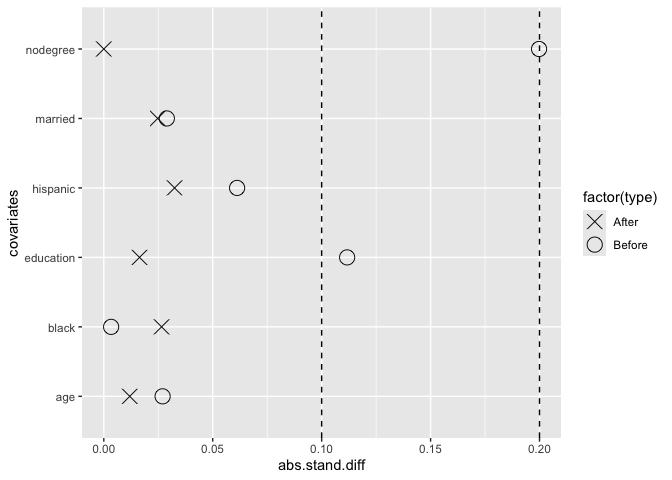 nodegree
married
hispanic
education
black
age
covariates
0.00 0.05 0.10 0.15 0.20
abs.stand.diff
factor(type)
After
Before